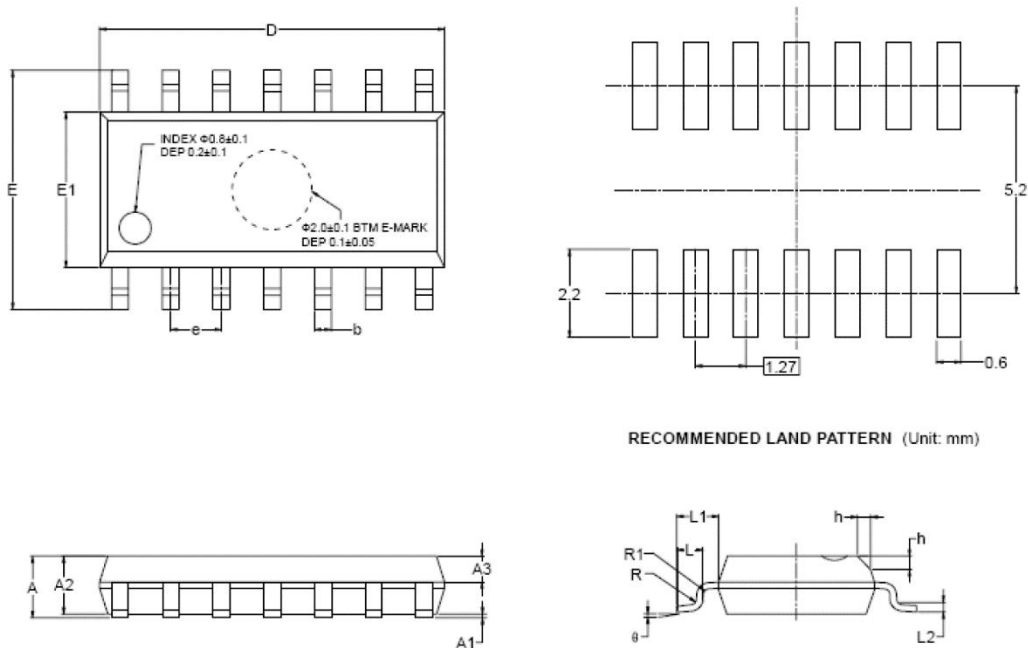 D
INDEX Φ0.8±0.1
DEP 0.2±0.1
E
E1
Φ2.0±0.1 BTM E-MARK
DEP 0.1±0.05
e
b
5.2
2.2
1.27
0.6
RECOMMENDED LAND PATTERN (Unit: mm)
A
A2
A3
A1
L1
h
h
R1
L
R
θ
L2